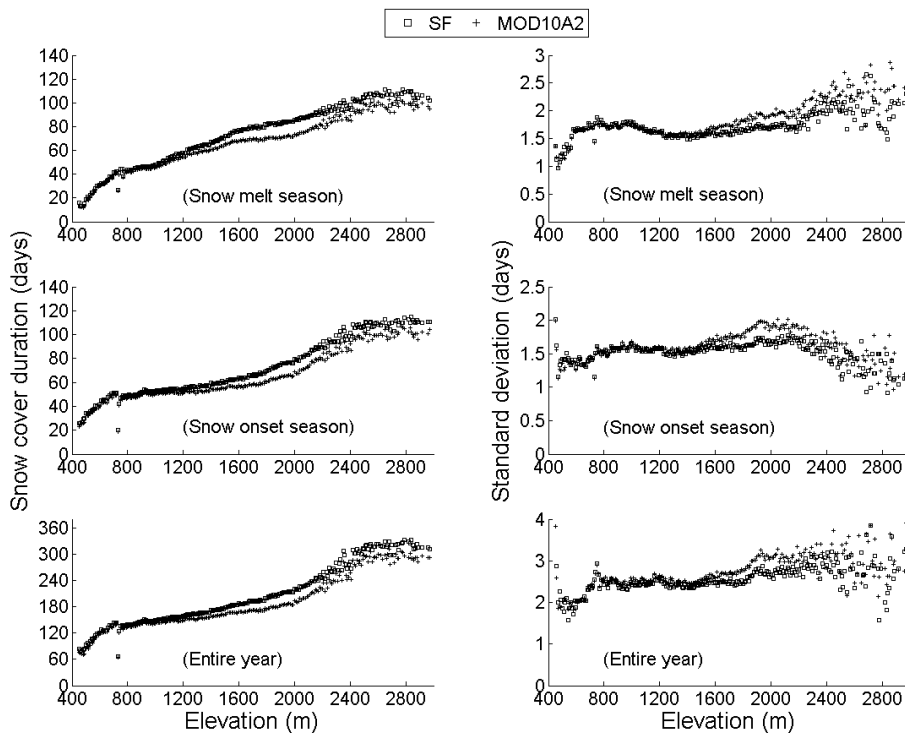 SF MOD10A2
140
120
100
80
60
40
20
0
400 800 1200 1600 2000 2400 2800
(Snow melt season)
3
2.5
2
1.5
1
0.5
0
400 800 1200 1600 2000 2400 2800
(Snow melt season)
Snow cover duration (days)
140
120
100
80
60
40
20
0
400 800 1200 1600 2000 2400 2800
(Snow onset season)
Standard deviation (days)
2.5
2
1.5
1
0.5
0
400 800 1200 1600 2000 2400 2800
(Snow onset season)
360
300
240
180
120
60
0
400 800 1200 1600 2000 2400 2800
(Entire year)
Elevation (m)
4
3
2
1
0
400 800 1200 1600 2000 2400 2800
(Entire year)
Elevation (m)